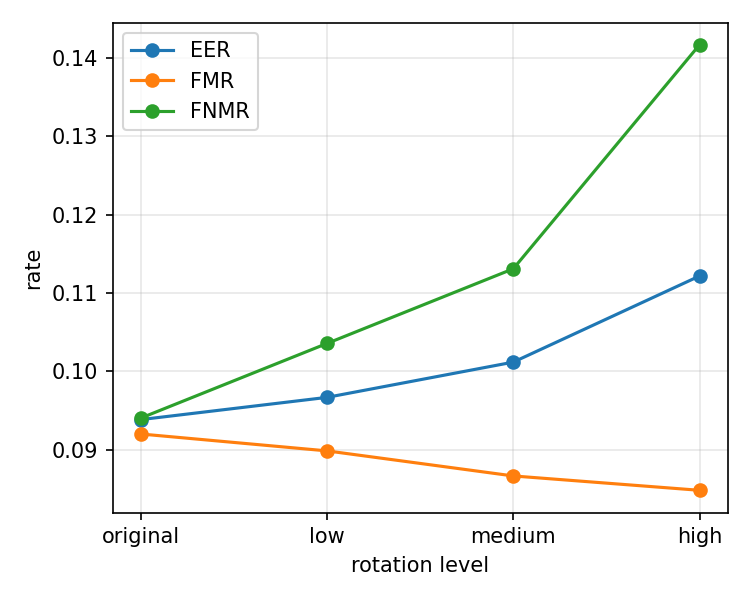 EER
FMR
FNMR
0.14
0.13
0.12
0.11
0.10
0.09
rate
original low medium high
rotation level